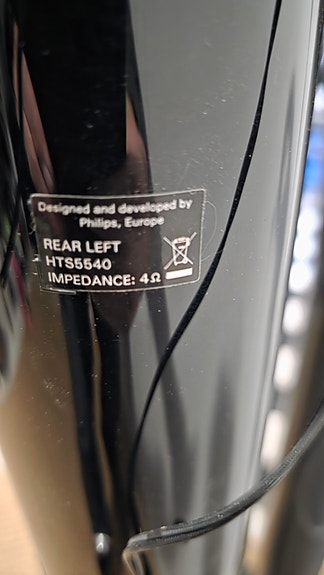 Designed and developed by
Philips, Europe
REAR LEFT
HTS5540
IMPEDANCE: 4Ω